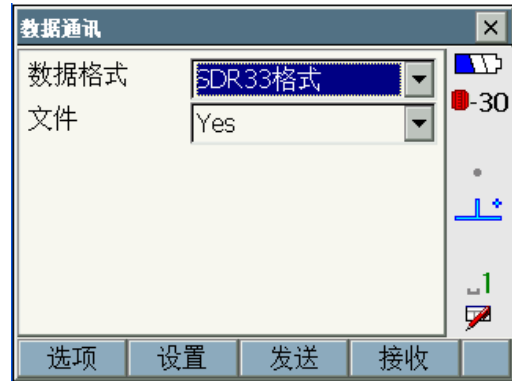 数据通讯
数据格式 SDR33格式
文件 Yes
-30
1
选项 设置 发送 接收